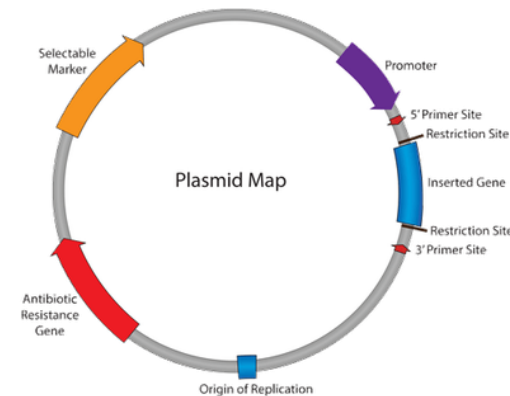 Selectable
Marker
Promoter
5' Primer Site
Restriction Site
Plasmid Map
Inserted Gene
Restriction Site
3' Primer Site
Antibiotic
Resistance
Gene
Origin of Replication